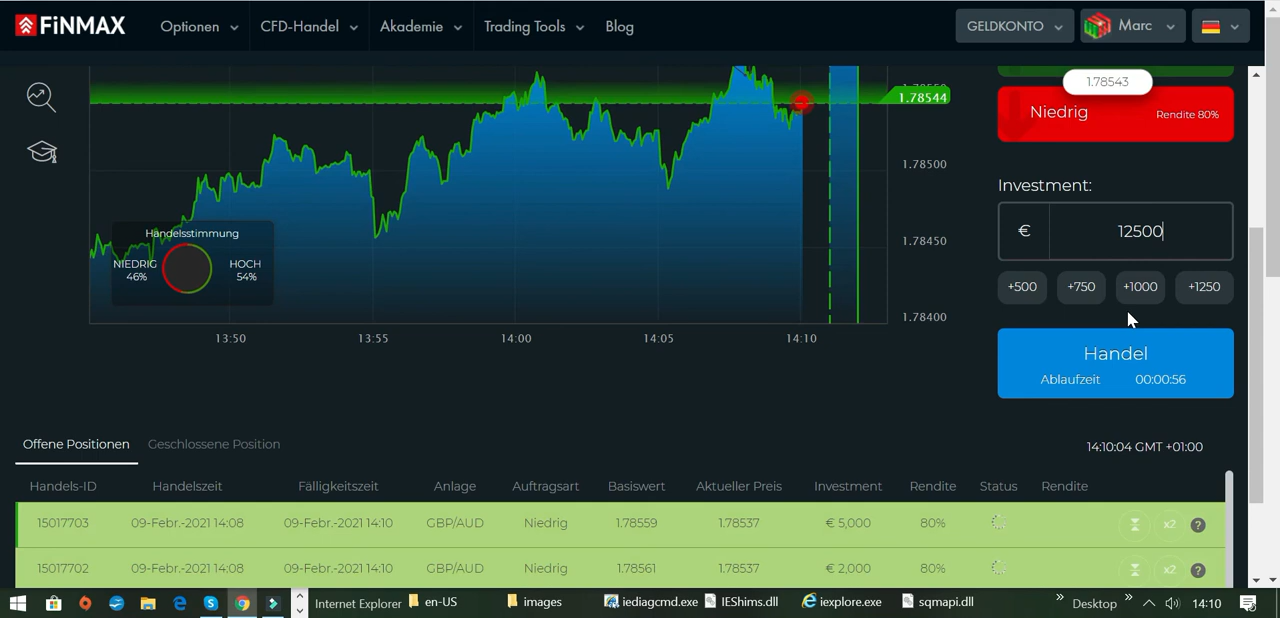 FiNMAX Optionen CFD-Handel Akademie Trading Tools Blog GELDKONTO Marc
1.78544
1.78500
1.78450
1.78400
Handelsstimmung
NIEDRIG 46%
HOCH 54%
13:50 13:55 14:00 14:05 14:10
1.78543
Niedrig Rendite 80%
Investment:
€ 12500
+500 +750 +1000 +1250
Handel
Ablaufzeit 00:00:56
Offene Positionen Geschlossene Position 14:10:04 GMT +01:00
Handels-ID Handelszeit Fälligkeitszeit Anlage Auftragsart Basiswert Aktueller Preis Investment Rendite Status Rendite
15017703 09-Febr.-2021 14:08 09-Febr.-2021 14:10 GBP/AUD Niedrig 1.78559 1.78537 € 5,000 80% x2 ?
15017702 09-Febr.-2021 14:08 09-Febr.-2021 14:10 GBP/AUD Niedrig 1.78561 1.78537 € 2,000 80% x2 ?
Internet Explorer en-US images iediagcmd.exe IEShims.dll iexplore.exe sqmapi.dll » Desktop » 14:10